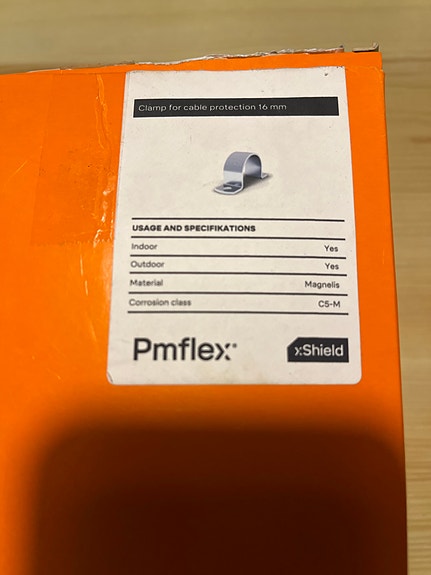 Clamp for cable protection 16 mm
USAGE AND SPECIFIKATIONS
Indoor Yes
Outdoor Yes
Material Magnelis
Corrosion class C5-M
Pmflex
xShield